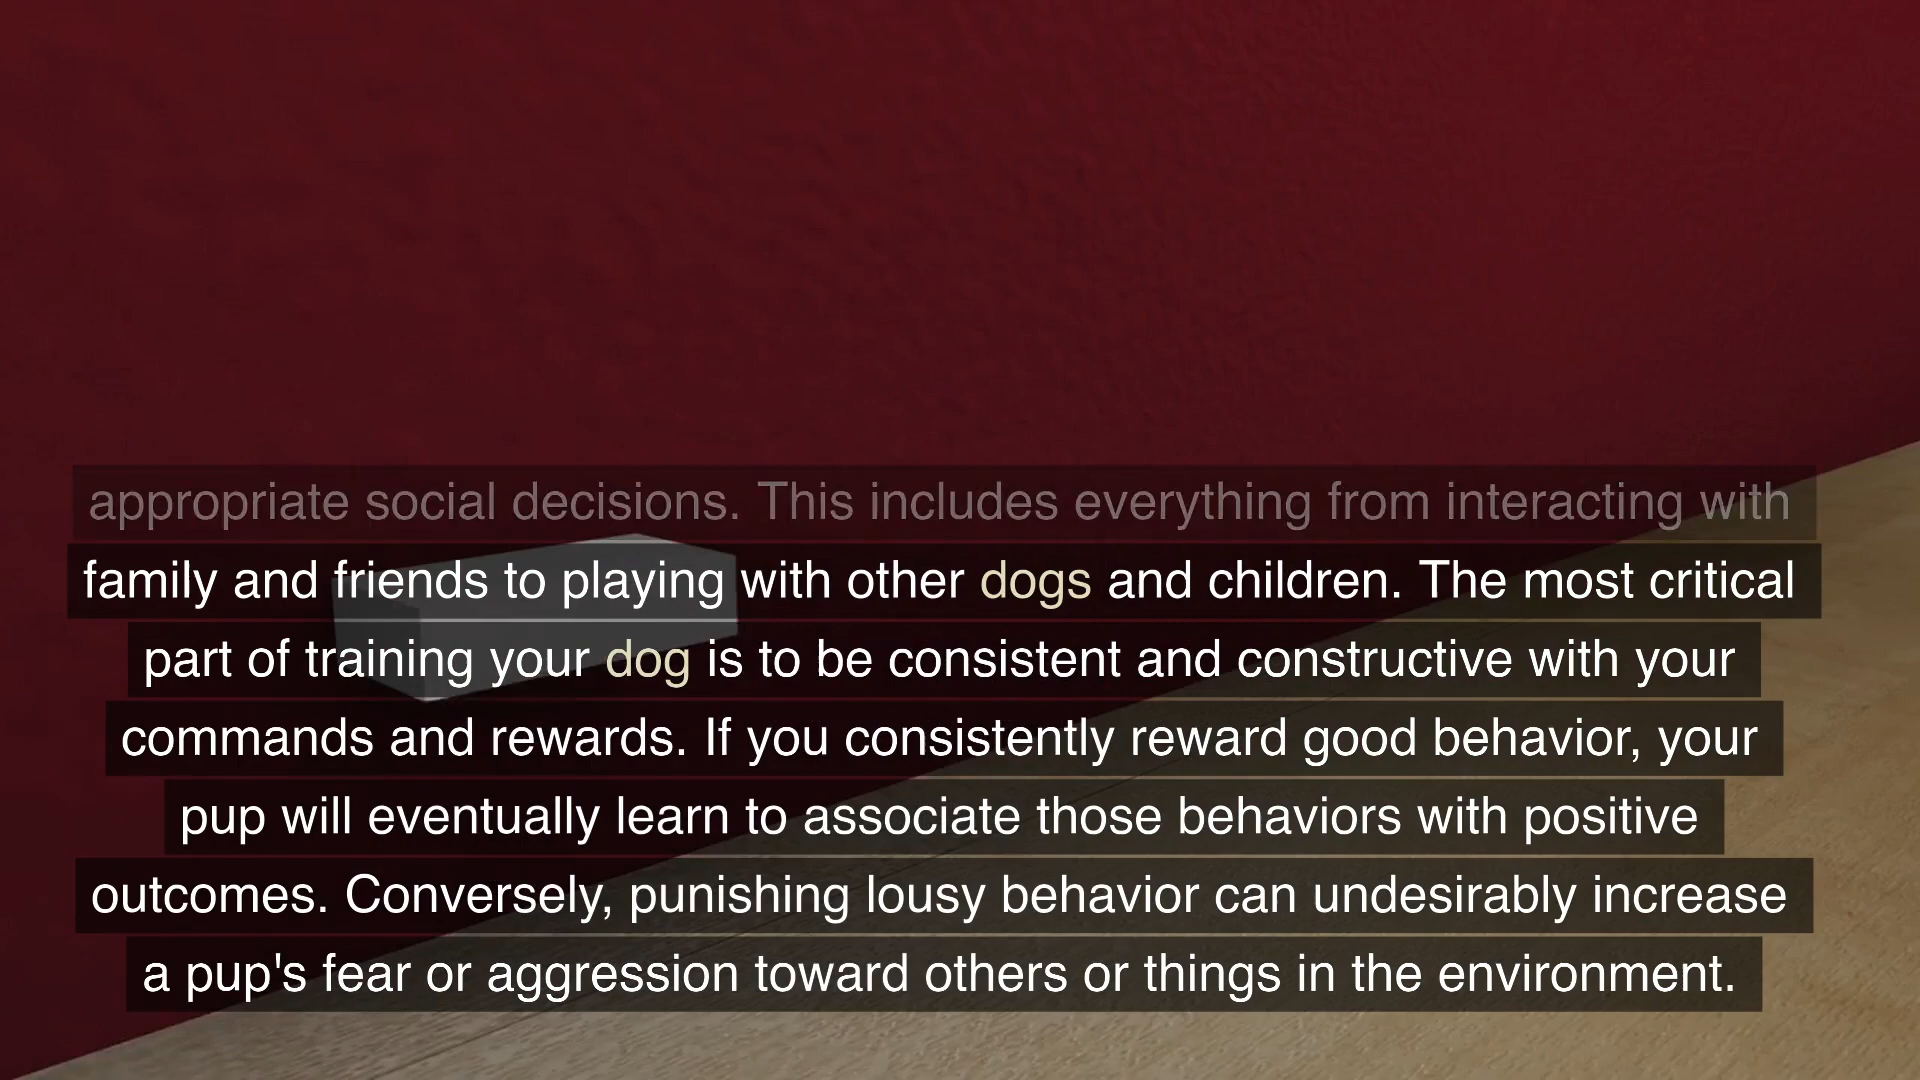 appropriate social decisions. This includes everything from interacting with
family and friends to playing with other dogs and children. The most critical
part of training your dog is to be consistent and constructive with your
commands and rewards. If you consistently reward good behavior, your
pup will eventually learn to associate those behaviors with positive
outcomes. Conversely, punishing lousy behavior can undesirably increase
a pup's fear or aggression toward others or things in the environment.